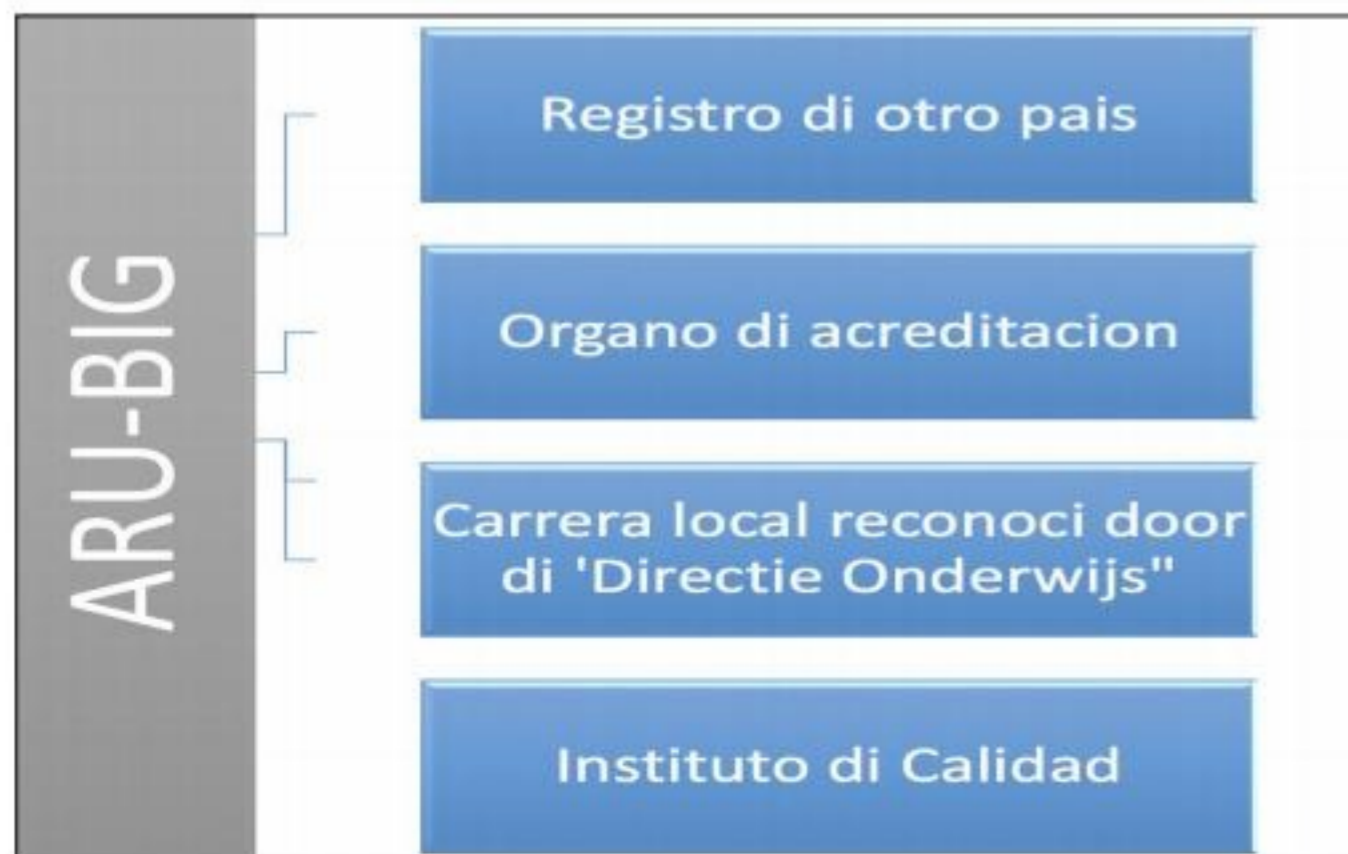 ARU-BIG
Registro di otro pais
Organo di acreditacion
Carrera local reconoci door
di 'Directie Onderwijs"
Instituto di Calidad